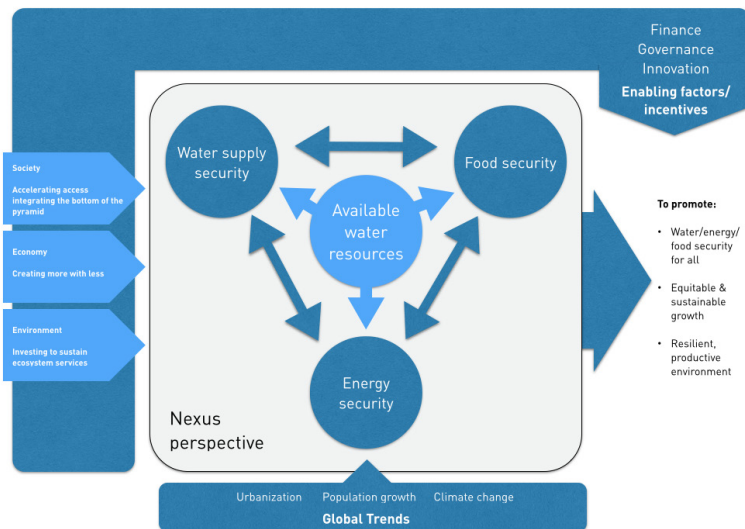 Finance
Governance
Innovation
Enabling factors/
incentives
Society
Accelerating access
integrating the bottom of the
pyramid
Economy
Creating more with less
Environment
Investing to sustain
ecosystem services
Water supply
security
Food security
Available
water
resources
Energy
security
Nexus
perspective
To promote:
• Water/energy/
food security
for all
• Equitable &
sustainable
growth
• Resilient,
productive
environment
Urbanization Population growth Climate change
Global Trends